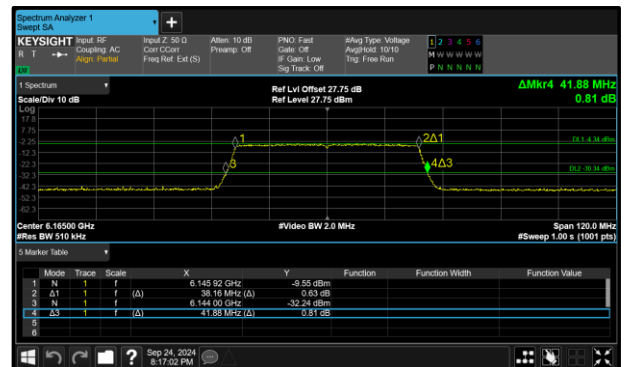 Spectrum Analyzer 1
Swept SA
+
KEYSIGHT Input: RF Input Z: 50 Ω Atten: 10 dB PNO: Fast #Avg Type: Voltage 1 2 3 4 5 6
R T Coupling: AC Corr CCorr Preamp: Off Gate: Off Avg|Hold: 10/10 M W W W W W
Align: Partial Freq Ref: Ext (S) IF Gain: Low Trig: Free Run
Sig Track: Off P N N N N N
1 Spectrum Ref Lvl Offset 27.75 dB ΔMkr4 41.88 MHz
Scale/Div 10 dB Ref Level 27.75 dBm 0.81 dB
Log
17.8
7.75
-2.25
-12.3
-22.3
-32.3
-42.3
-52.3
-62.3
1
2Δ1
3
4Δ3
DL1 -4.34 dBm
DL2 -30.34 dBm
Center 6.16500 GHz #Video BW 2.0 MHz Span 120.0 MHz
#Res BW 510 kHz #Sweep 1.00 s (1001 pts)
5 Marker Table
Mode Trace Scale X Y Function Function Width Function Value
1 N 1 f 6.145 92 GHz -9.55 dBm
2 Δ1 1 f (Δ) 38.16 MHz (Δ) 0.63 dB
3 N 1 f 6.144 00 GHz -32.24 dBm
4 Δ3 1 f (Δ) 41.88 MHz (Δ) 0.81 dB
5
6
? Sep 24, 2024
8:17:02 PM